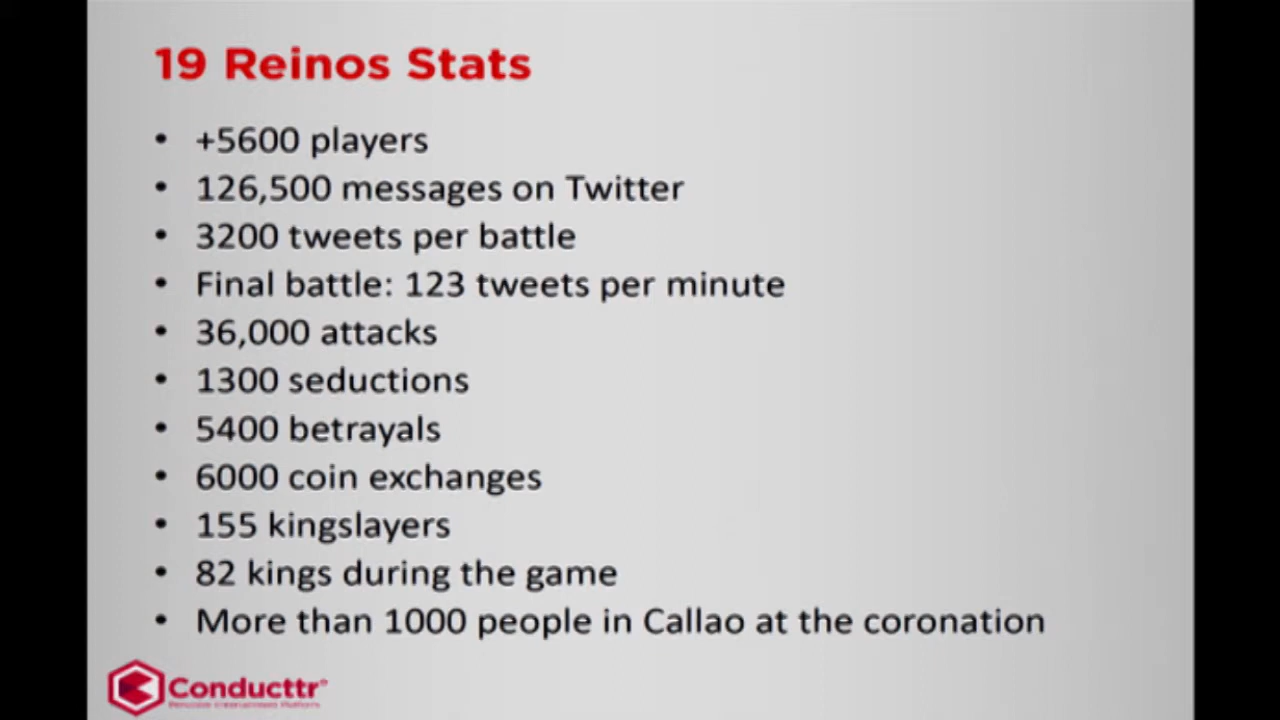 19 Reinos Stats
• +5600 players
• 126,500 messages on Twitter
• 3200 tweets per battle
• Final battle: 123 tweets per minute
• 36,000 attacks
• 1300 seductions
• 5400 betrayals
• 6000 coin exchanges
• 155 kingslayers
• 82 kings during the game
• More than 1000 people in Callao at the coronation
Conducttr®